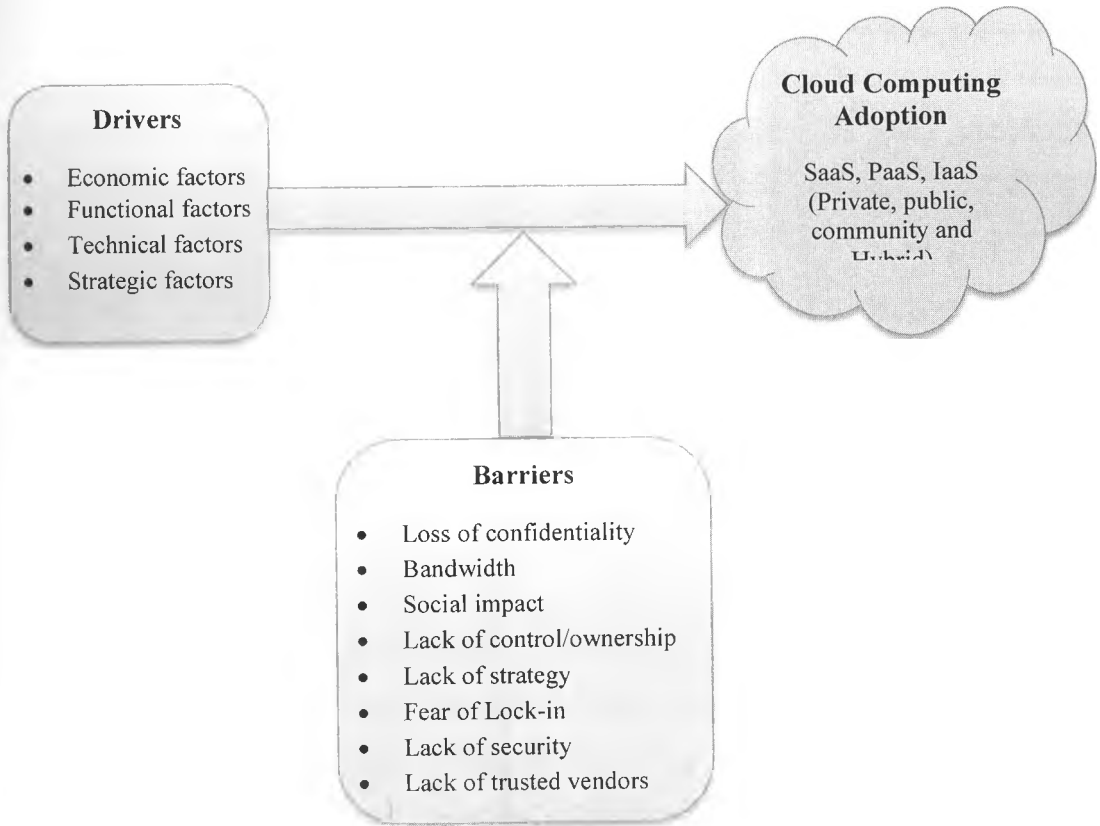 Drivers
• Economic factors
• Functional factors
• Technical factors
• Strategic factors
Cloud Computing
Adoption
SaaS, PaaS, IaaS
(Private, public,
community and
Hybrid)
Barriers
• Loss of confidentiality
• Bandwidth
• Social impact
• Lack of control/ownership
• Lack of strategy
• Fear of Lock-in
• Lack of security
• Lack of trusted vendors